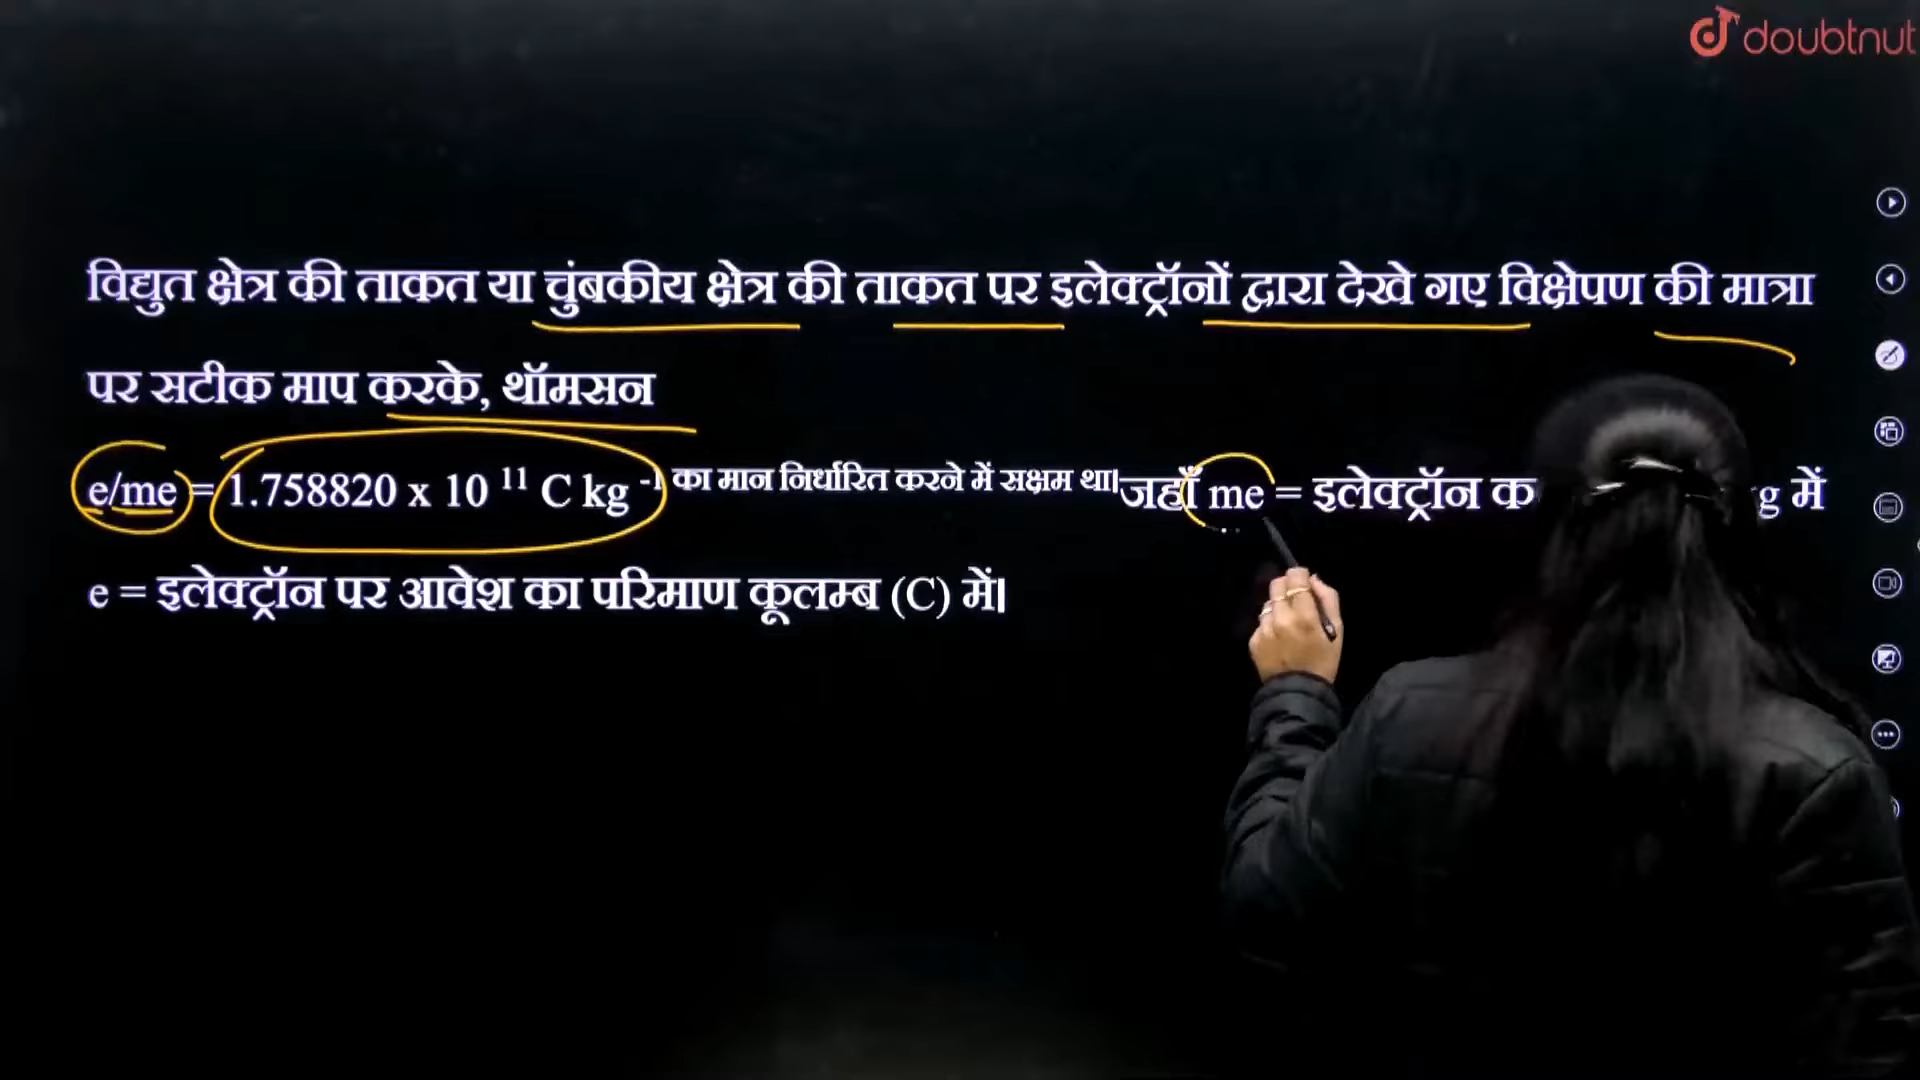 doubtnut
विद्युत क्षेत्र की ताकत या चुंबकीय क्षेत्र की ताकत पर इलेक्ट्रॉनों द्वारा देखे गए विक्षेपण की मात्रा
पर सटीक माप करके, थॉमसन
e/me = 1.758820 x 10 ¹¹ C kg ⁻¹ का मान निर्धारित करने में सक्षम था। जहाँ me = इलेक्ट्रॉन में
e = इलेक्ट्रॉन पर आवेश का परिमाण कूलम्ब (C) में।